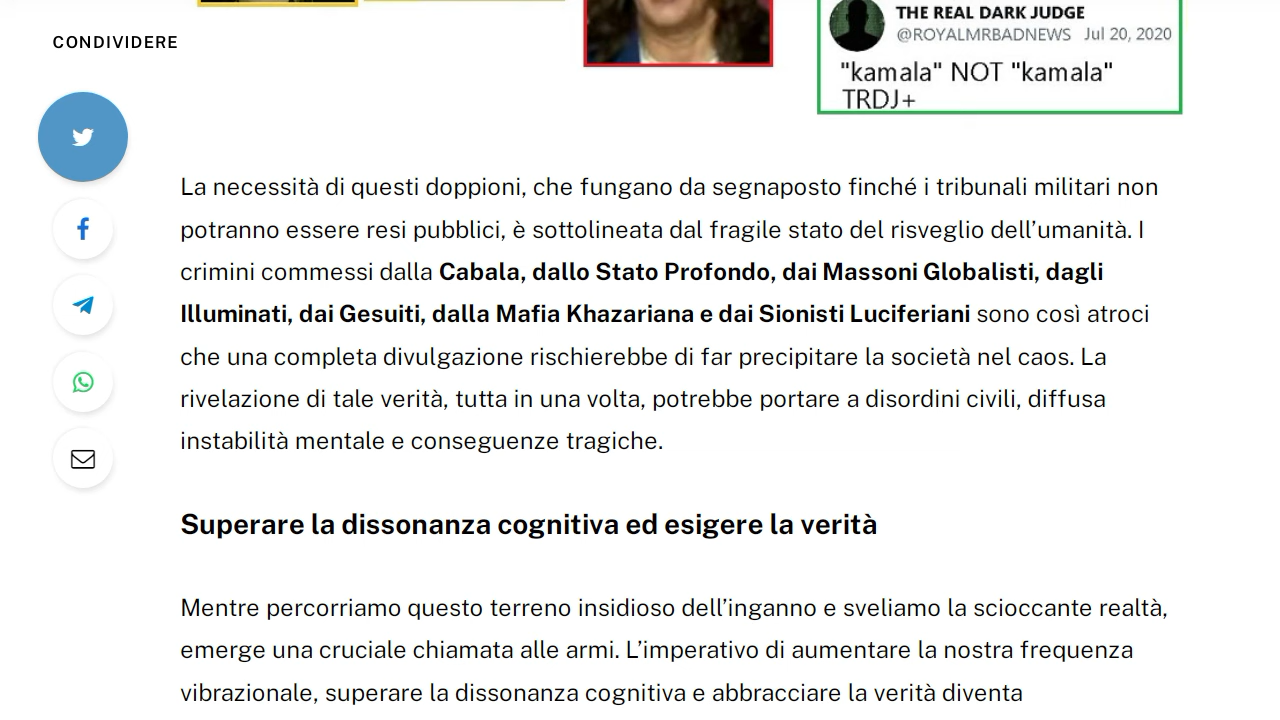 CONDIVIDERE
THE REAL DARK JUDGE
@ROYALMRBADNEWS Jul 20, 2020
"kamala" NOT "kamala"
TRDJ+
La necessità di questi doppioni, che fungano da segnaposto finché i tribunali militari non
potranno essere resi pubblici, è sottolineata dal fragile stato del risveglio dell’umanità. I
crimini commessi dalla Cabala, dallo Stato Profondo, dai Massoni Globalisti, dagli
Illuminati, dai Gesuiti, dalla Mafia Khazariana e dai Sionisti Luciferiani sono così atroci
che una completa divulgazione rischierebbe di far precipitare la società nel caos. La
rivelazione di tale verità, tutta in una volta, potrebbe portare a disordini civili, diffusa
instabilità mentale e conseguenze tragiche.
Superare la dissonanza cognitiva ed esigere la verità
Mentre percorriamo questo terreno insidioso dell’inganno e sveliamo la scioccante realtà,
emerge una cruciale chiamata alle armi. L’imperativo di aumentare la nostra frequenza
vibrazionale, superare la dissonanza cognitiva e abbracciare la verità diventa